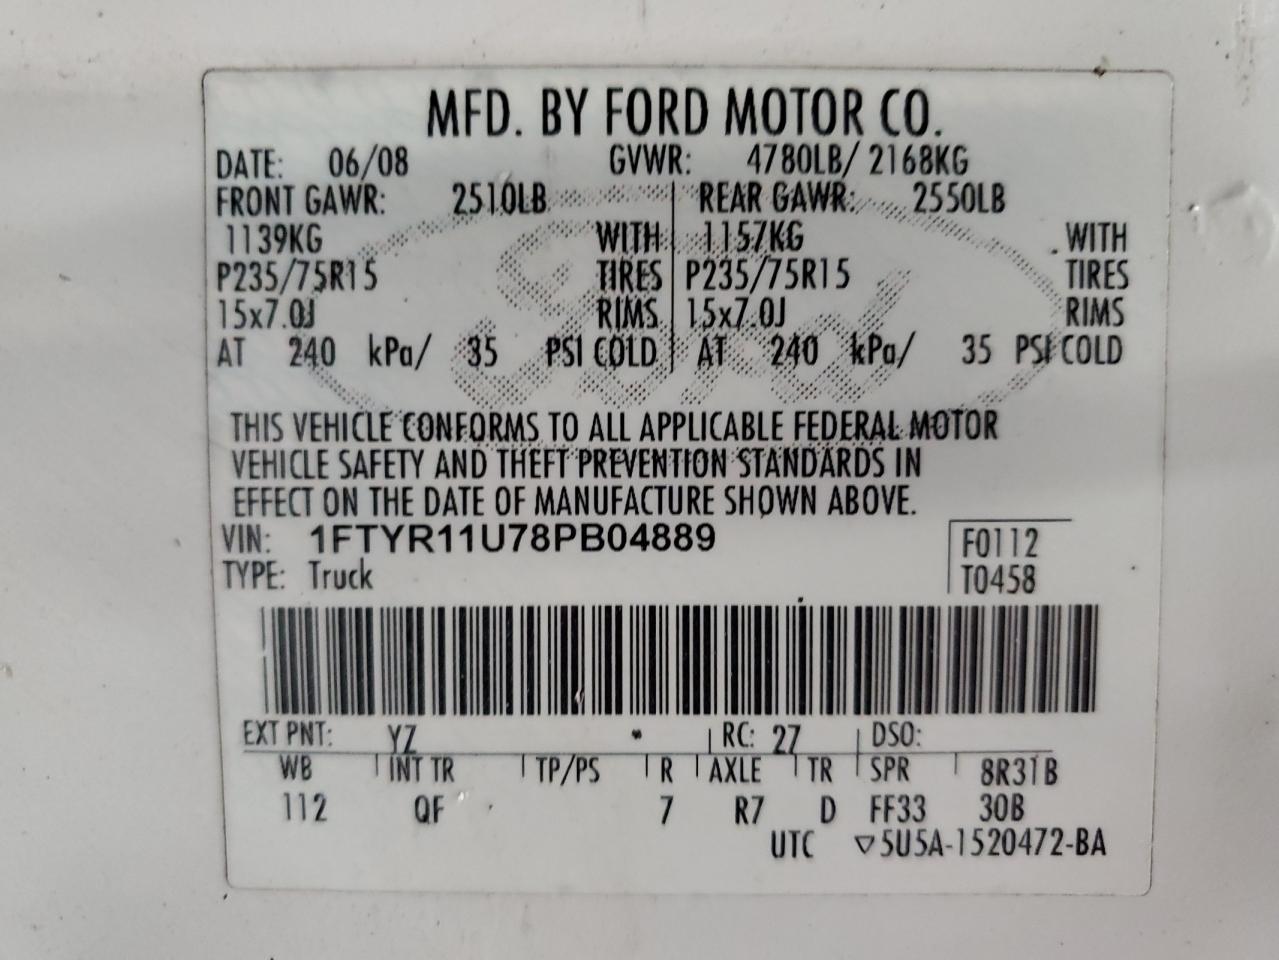 MFD. BY FORD MOTOR CO.
DATE: 06/08 GVWR: 4780LB/ 2168KG
FRONT GAWR: 2510LB REAR GAWR: 2550LB
1139KG WITH 1157KG WITH
P235/75R15 TIRES P235/75R15 TIRES
15x7.0J RIMS 15x7.0J RIMS
AT 240 kPa/ 35 PSI COLD AT 240 kPa/ 35 PSI COLD
Ford
THIS VEHICLE CONFORMS TO ALL APPLICABLE FEDERAL MOTOR
VEHICLE SAFETY AND THEFT PREVENTION STANDARDS IN
EFFECT ON THE DATE OF MANUFACTURE SHOWN ABOVE.
VIN: 1FTYR11U78PB04889 F0112
TYPE: Truck T0458
EXT PNT: YZ RC: 27 DSO:
WB INT TR TP/PS R AXLE TR SPR 8R31B
112 QF 7 R7 D FF33 30B
UTC ▽5U5A-1520472-BA